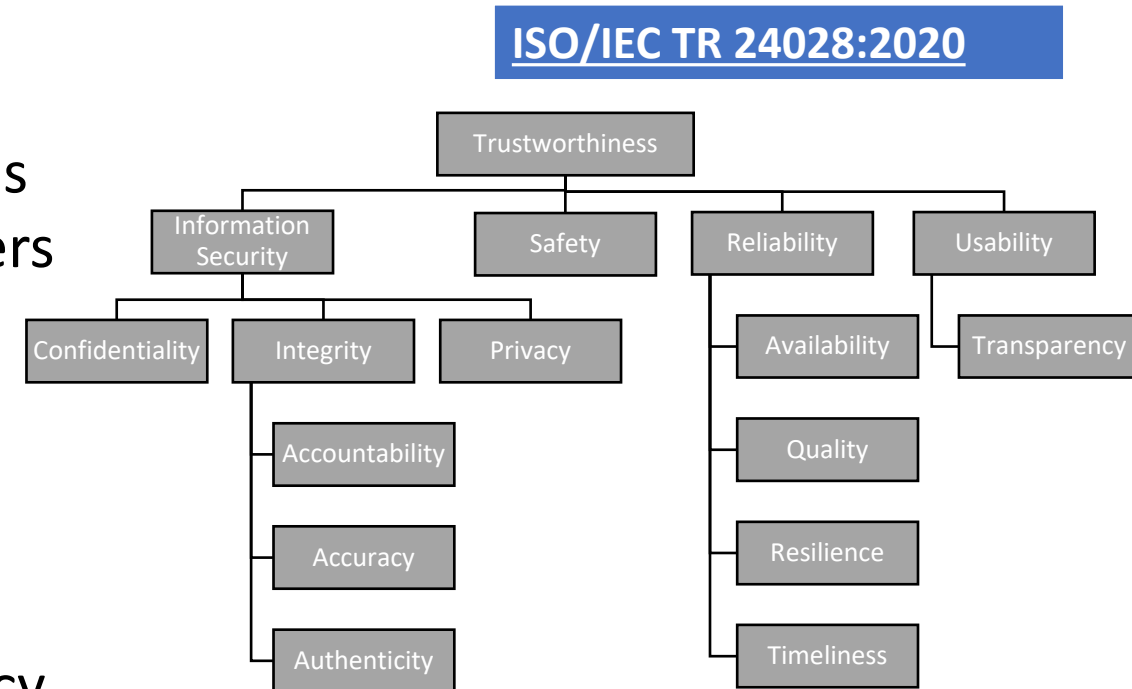 ISO/IEC TR 24028:2020
Trustworthiness
Information
Security
Safety
Reliability
Usability
Confidentiality
Integrity
Privacy
Availability
Transparency
Accountability
Quality
Accuracy
Resilience
Authenticity
Timeliness